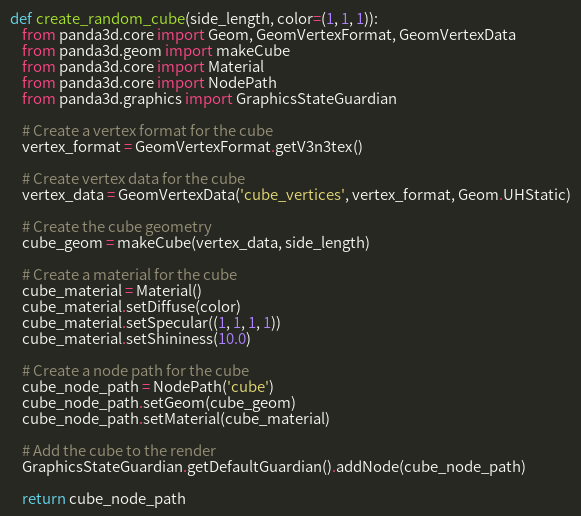 def create_random_cube(side_length, color=(1, 1, 1)):
from panda3d.core import Geom, GeomVertexFormat, GeomVertexData
from panda3d.geom import makeCube
from panda3d.core import Material
from panda3d.core import NodePath
from panda3d.graphics import GraphicsStateGuardian
# Create a vertex format for the cube
vertex_format = GeomVertexFormat.getV3n3tex()
# Create vertex data for the cube
vertex_data = GeomVertexData('cube_vertices', vertex_format, Geom.UHStatic)
# Create the cube geometry
cube_geom = makeCube(vertex_data, side_length)
# Create a material for the cube
cube_material = Material()
cube_material.setDiffuse(color)
cube_material.setSpecular((1, 1, 1, 1))
cube_material.setShininess(10.0)
# Create a node path for the cube
cube_node_path = NodePath('cube')
cube_node_path.setGeom(cube_geom)
cube_node_path.setMaterial(cube_material)
# Add the cube to the render
GraphicsStateGuardian.getDefaultGuardian().addNode(cube_node_path)
return cube_node_path